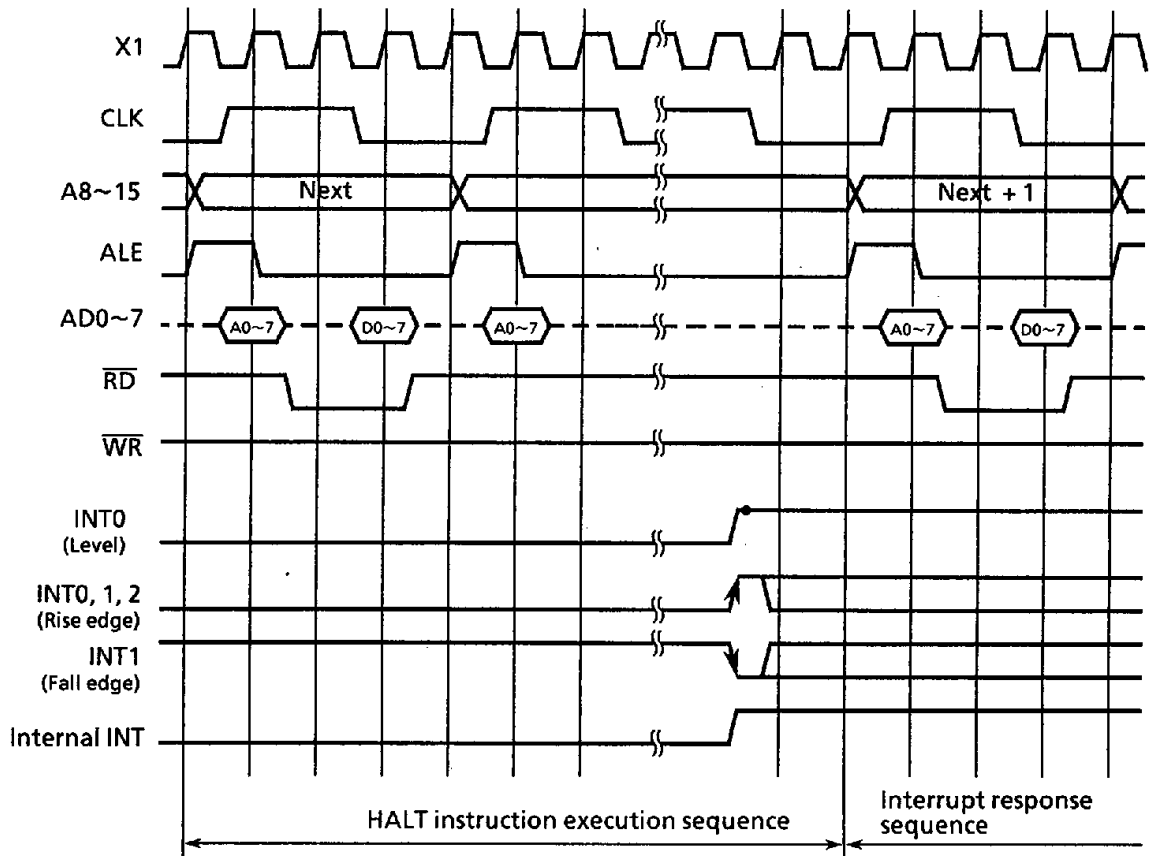 X1
CLK
A8~15
Next
Next + 1
ALE
AD0~7
A0~7
D0~7
A0~7
A0~7
D0~7
RD
WR
INT0
(Level)
INT0, 1, 2
(Rise edge)
INT1
(Fall edge)
Internal INT
HALT instruction execution sequence
Interrupt response
sequence